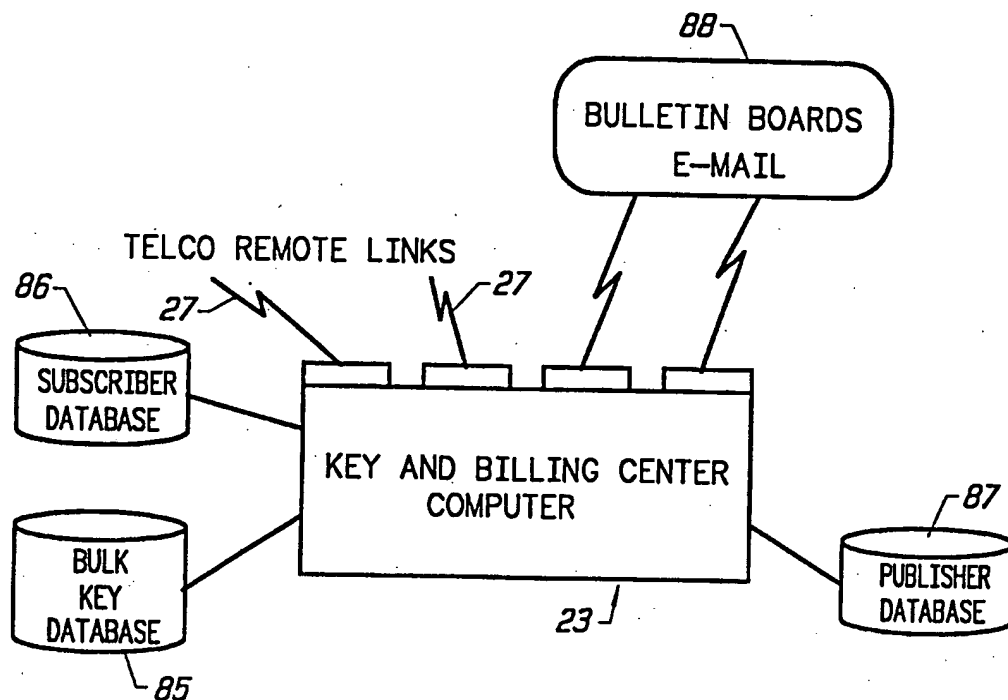 88
BULLETIN BOARDS
E-MAIL
TELCO REMOTE LINKS
86
27
27
SUBSCRIBER
DATABASE
KEY AND BILLING CENTER
COMPUTER
87
BULK
KEY
DATABASE
PUBLISHER
DATABASE
23
85